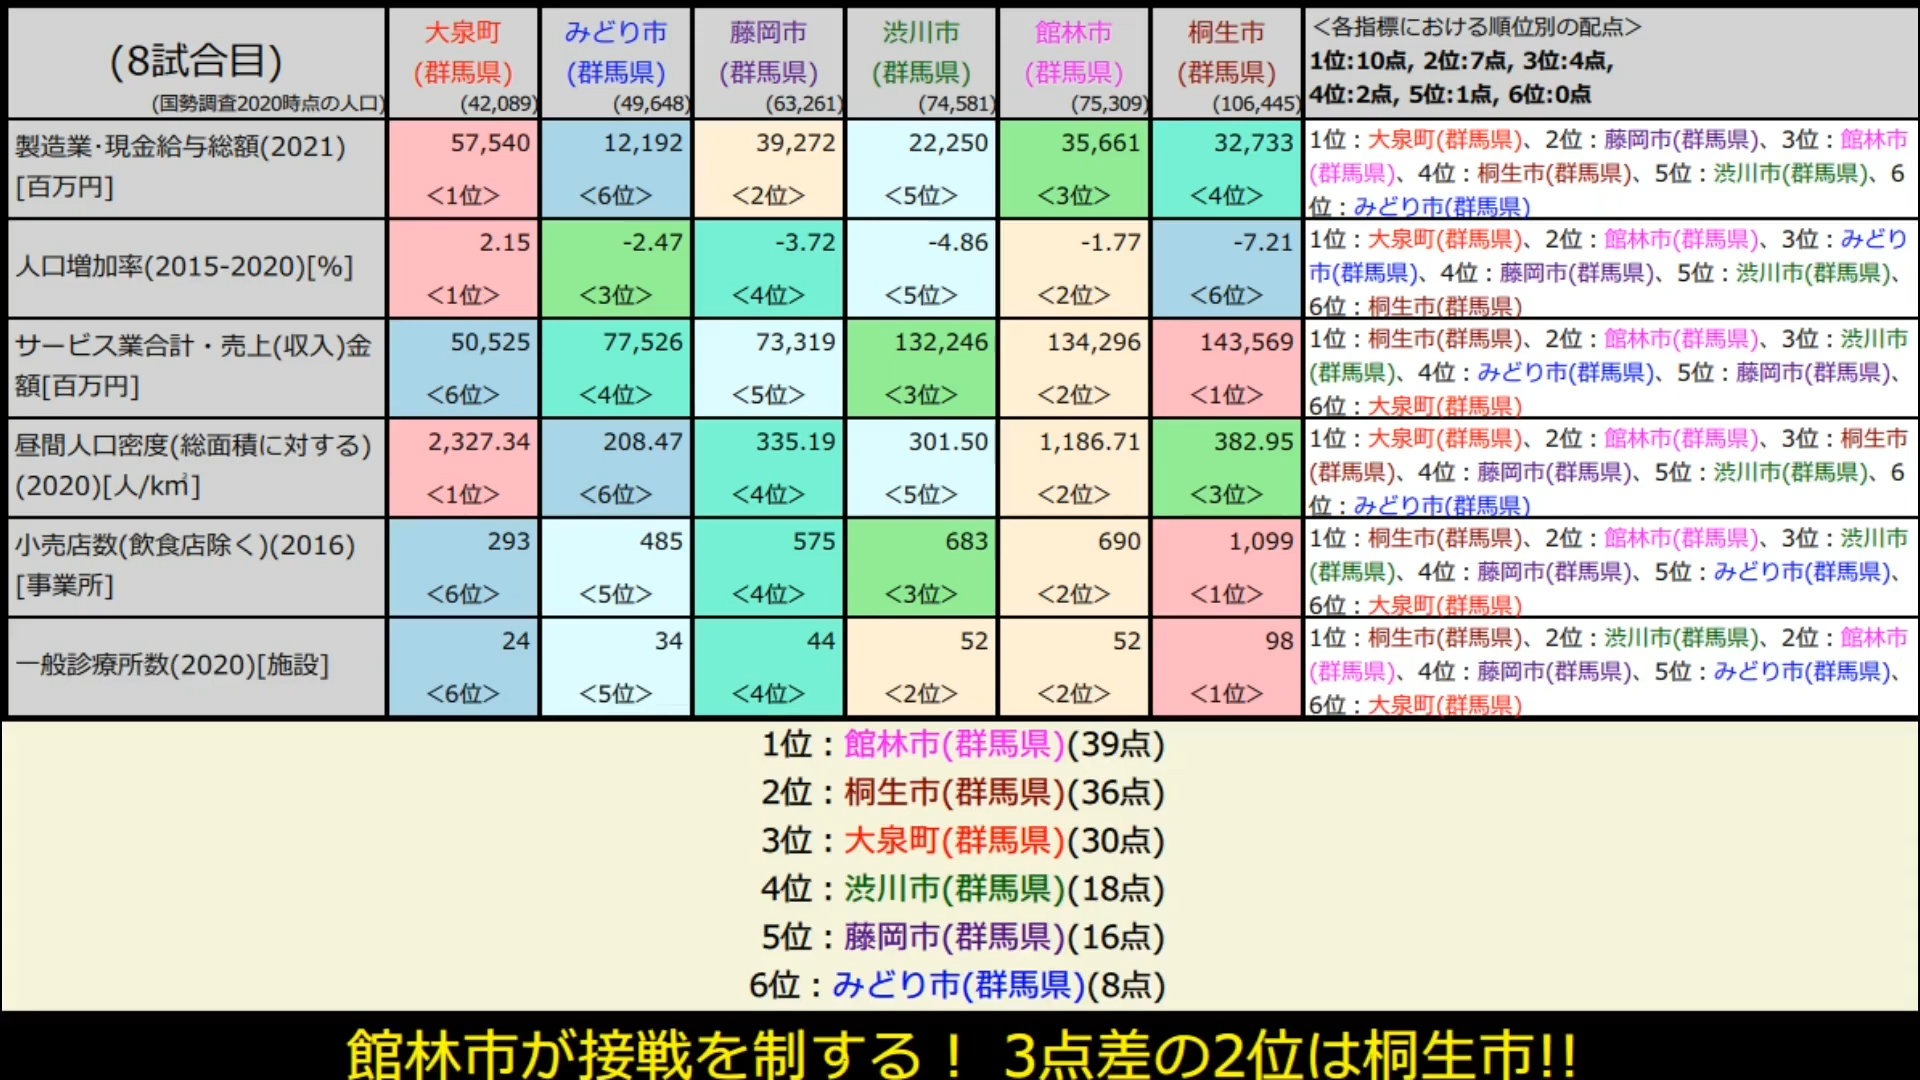 (8試合目)
(国勢調査2020時点の人口)
大泉町
(群馬県)
(42,089)
みどり市
(群馬県)
(49,648)
藤岡市
(群馬県)
(63,261)
渋川市
(群馬県)
(74,581)
館林市
(群馬県)
(75,309)
桐生市
(群馬県)
(106,445)
＜各指標における順位別の配点＞
1位:10点, 2位:7点, 3位:4点,
4位:2点, 5位:1点, 6位:0点
製造業･現金給与総額(2021)
[百万円]
57,540 12,192 39,272 22,250 35,661 32,733
<1位> <6位> <2位> <5位> <3位> <4位>
1位：大泉町(群馬県)、2位：藤岡市(群馬県)、3位：館林市
(群馬県)、4位：桐生市(群馬県)、5位：渋川市(群馬県)、6
位：みどり市(群馬県)
人口増加率(2015-2020)[%]
2.15 -2.47 -3.72 -4.86 -1.77 -7.21
<1位> <3位> <4位> <5位> <2位> <6位>
1位：大泉町(群馬県)、2位：館林市(群馬県)、3位：みどり
市(群馬県)、4位：藤岡市(群馬県)、5位：渋川市(群馬県)、
6位：桐生市(群馬県)
サービス業合計・売上(収入)金
額[百万円]
50,525 77,526 73,319 132,246 134,296 143,569
<6位> <4位> <5位> <3位> <2位> <1位>
1位：桐生市(群馬県)、2位：館林市(群馬県)、3位：渋川市
(群馬県)、4位：みどり市(群馬県)、5位：藤岡市(群馬県)、
6位：大泉町(群馬県)
昼間人口密度(総面積に対する)
(2020)[人/k㎡]
2,327.34 208.47 335.19 301.50 1,186.71 382.95
<1位> <6位> <4位> <5位> <2位> <3位>
1位：大泉町(群馬県)、2位：館林市(群馬県)、3位：桐生市
(群馬県)、4位：藤岡市(群馬県)、5位：渋川市(群馬県)、6
位：みどり市(群馬県)
小売店数(飲食店除く)(2016)
[事業所]
293 485 575 683 690 1,099
<6位> <5位> <4位> <3位> <2位> <1位>
1位：桐生市(群馬県)、2位：館林市(群馬県)、3位：渋川市
(群馬県)、4位：藤岡市(群馬県)、5位：みどり市(群馬県)、
6位：大泉町(群馬県)
一般診療所数(2020)[施設]
24 34 44 52 52 98
<6位> <5位> <4位> <2位> <2位> <1位>
1位：桐生市(群馬県)、2位：渋川市(群馬県)、2位：館林市
(群馬県)、4位：藤岡市(群馬県)、5位：みどり市(群馬県)、
6位：大泉町(群馬県)
1位：館林市(群馬県)(39点)
2位：桐生市(群馬県)(36点)
3位：大泉町(群馬県)(30点)
4位：渋川市(群馬県)(18点)
5位：藤岡市(群馬県)(16点)
6位：みどり市(群馬県)(8点)
館林市が接戦を制する！ 3点差の2位は桐生市!!